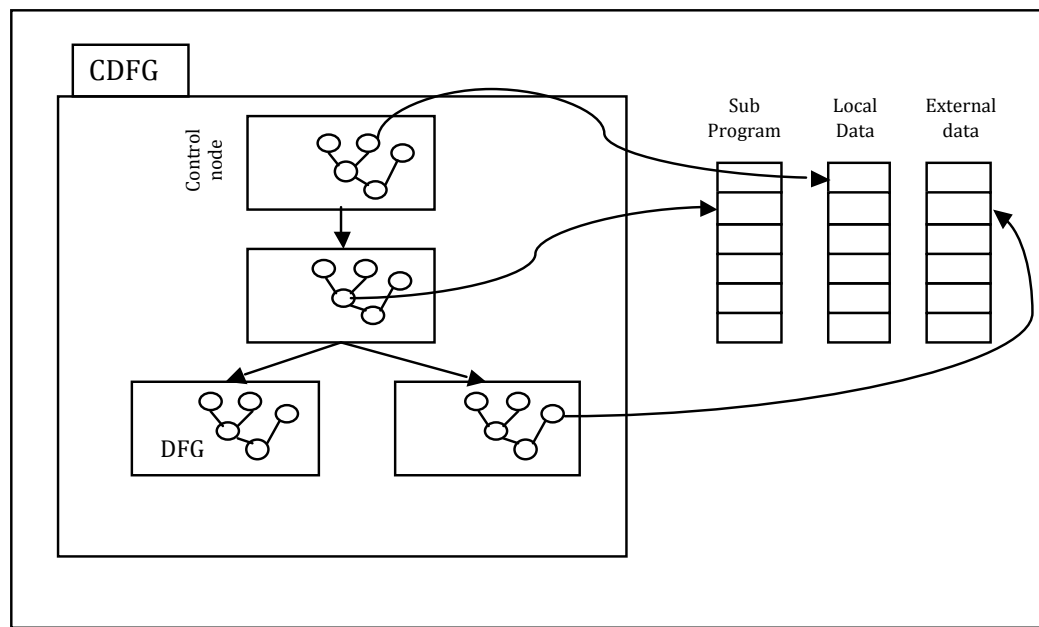 CDFG
Control
node
Sub
Program
Local
Data
External
data
DFG